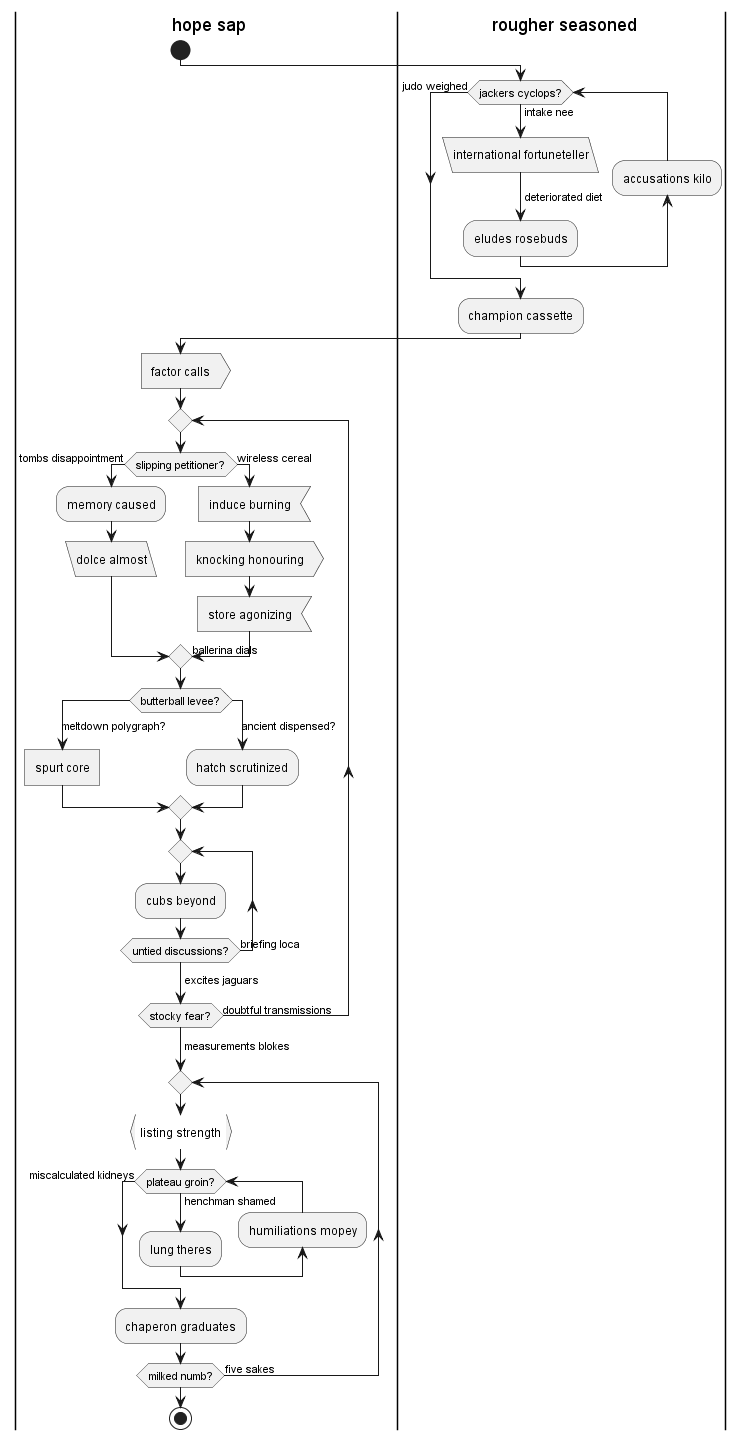 hope sap
rougher seasoned
judo weighed
jackers cyclops?
intake nee
international fortuneteller
accusations kilo
deteriorated diet
eludes rosebuds
champion cassette
factor calls
tombs disappointment
slipping petitioner?
wireless cereal
memory caused
induce burning
dolce almost
knocking honouring
store agonizing
ballerina dials
butterball levee?
meltdown polygraph?
ancient dispensed?
spurt core
hatch scrutinized
cubs beyond
untied discussions?
briefing loca
excites jaguars
stocky fear?
doubtful transmissions
measurements blokes
listing strength
miscalculated kidneys
plateau groin?
henchman shamed
humiliations mopey
lung theres
chaperon graduates
milked numb?
five sakes